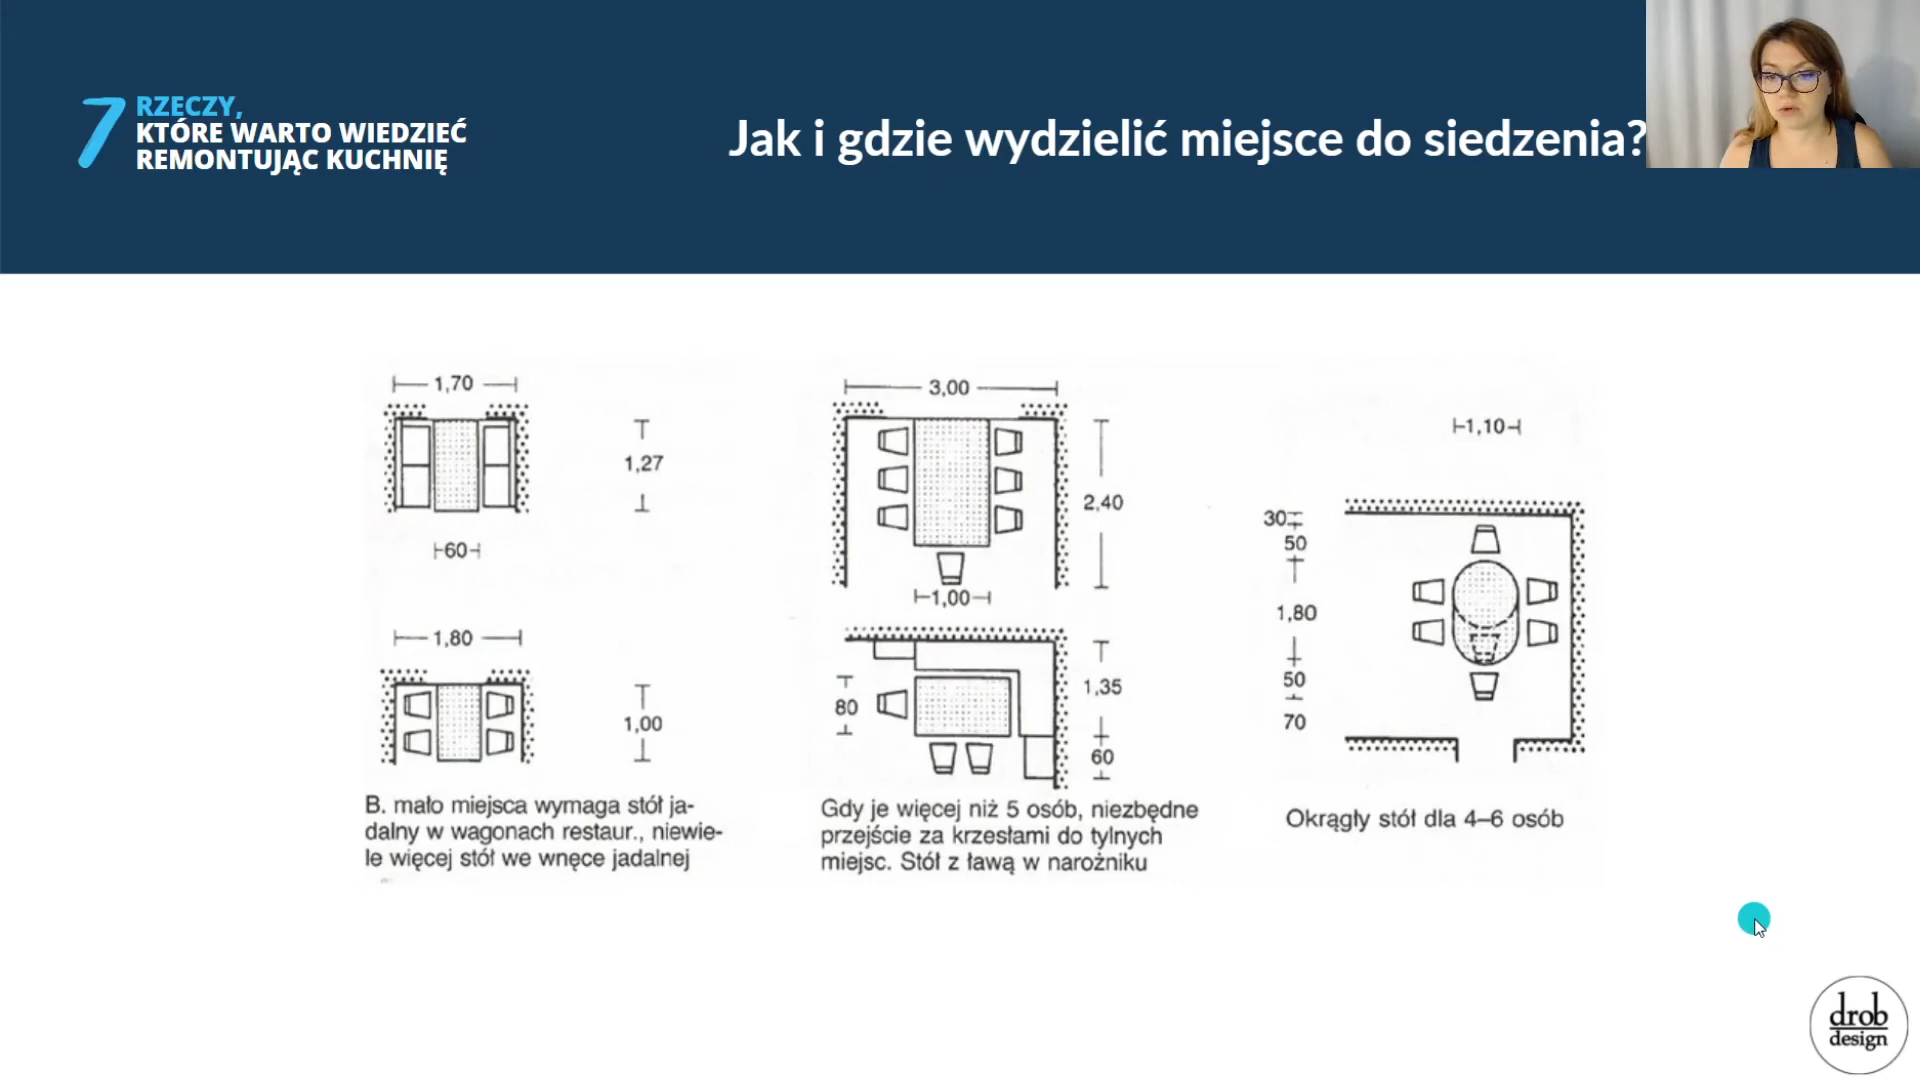 7 RZECZY,
KTÓRE WARTO WIEDZIEĆ
REMONTUJĄC KUCHNIĘ
Jak i gdzie wydzielić miejsce do siedzenia?
1,70
1,27
60
1,80
1,00
B. mało miejsca wymaga stół ja-
dalny w wagonach restaur., niewie-
le więcej stół we wnęce jadalnej
3,00
2,40
1,00
80
1,35
60
Gdy je więcej niż 5 osób, niezbędne
przejście za krzesłami do tylnych
miejsc. Stół z ławą w narożniku
1,10
30
50
1,80
50
70
Okrągły stół dla 4–6 osób
drob
design